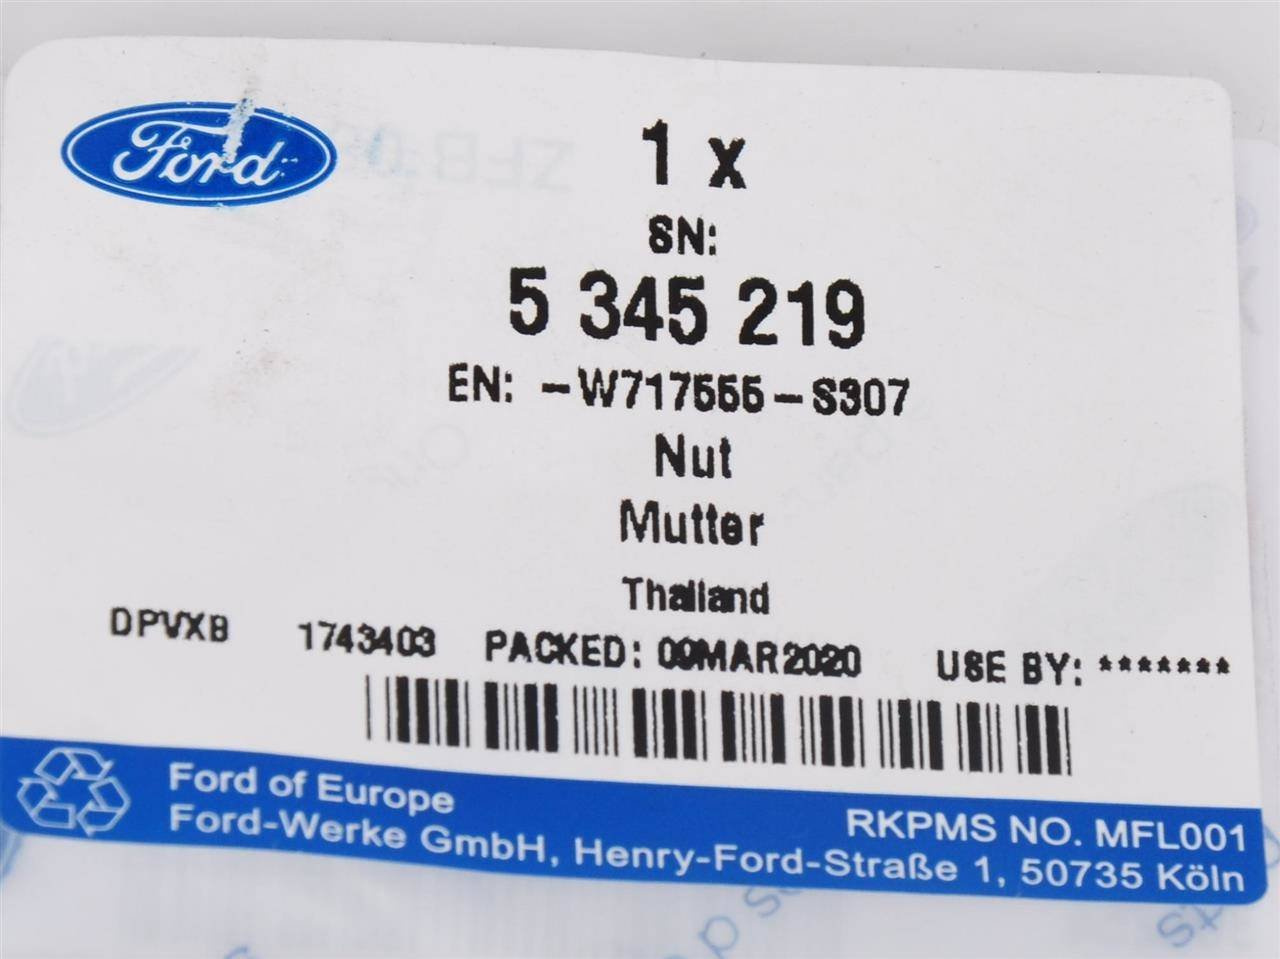 Ford
1 x
SN:
5 345 219
EN: -W717555-S307
Nut
Mutter
Thailand
DPVXB 1743403 PACKED: 09MAR2020 USE BY: *******
Ford of Europe
Ford-Werke GmbH, Henry-Ford-Straße 1, 50735 Köln
RKPMS NO. MFL001